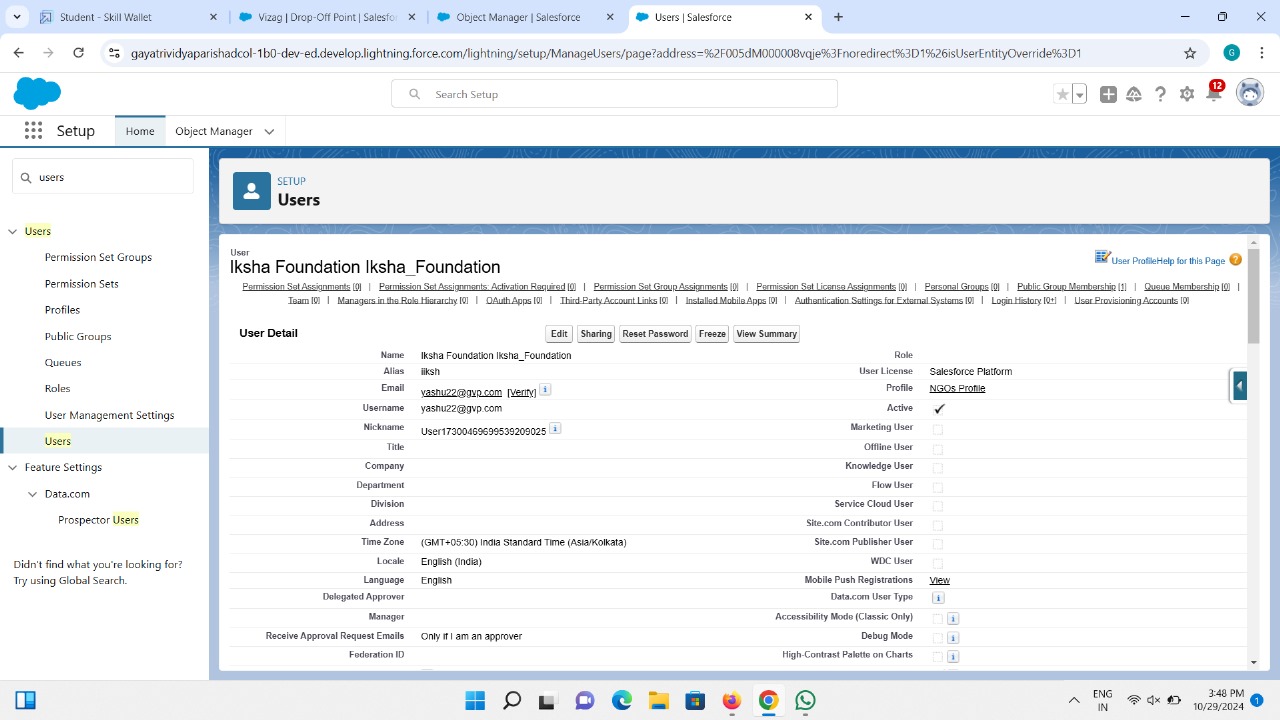 Student - Skill Wallet
Vizag | Drop-Off Point | Salesfor
Object Manager | Salesforce
Users | Salesforce
gayatrividyaparishadcol-1b0-dev-ed.develop.lightning.force.com/lightning/setup/ManageUsers/page?address=%2F005dM000008vqje%3Fnoredirect%3D1%26isUserEntityOverride%3D1
G
Search Setup
12
Setup
Home
Object Manager
users
SETUP
Users
Users
Permission Set Groups
Permission Sets
Profiles
Public Groups
Queues
Roles
User Management Settings
Users
Feature Settings
Data.com
Prospector Users
Didn't find what you're looking for?
Try using Global Search.
User
Iksha Foundation Iksha_Foundation
User Profile Help for this Page
Permission Set Assignments [0] | Permission Set Assignments: Activation Required [0] | Permission Set Group Assignments [0] | Permission Set License Assignments [0] | Personal Groups [0] | Public Group Membership [1] | Queue Membership [0] |
Team [0] | Managers in the Role Hierarchy [0] | OAuth Apps [0] | Third-Party Account Links [0] | Installed Mobile Apps [0] | Authentication Settings for External Systems [0] | Login History [0+] | User Provisioning Accounts [0]
User Detail
Edit Sharing Reset Password Freeze View Summary
Name Iksha Foundation Iksha_Foundation Role
Alias iiksh User License Salesforce Platform
Email yashu22@gvp.com [Verify] Profile NGOs Profile
Username yashu22@gvp.com Active
Nickname User17300469699539209025 Marketing User
Title Offline User
Company Knowledge User
Department Flow User
Division Service Cloud User
Address Site.com Contributor User
Time Zone (GMT+05:30) India Standard Time (Asia/Kolkata) Site.com Publisher User
Locale English (India) WDC User
Language English Mobile Push Registrations View
Delegated Approver Data.com User Type
Manager Accessibility Mode (Classic Only)
Receive Approval Request Emails Only if I am an approver Debug Mode
Federation ID High-Contrast Palette on Charts
ENG
IN
3:48 PM
10/29/2024
1